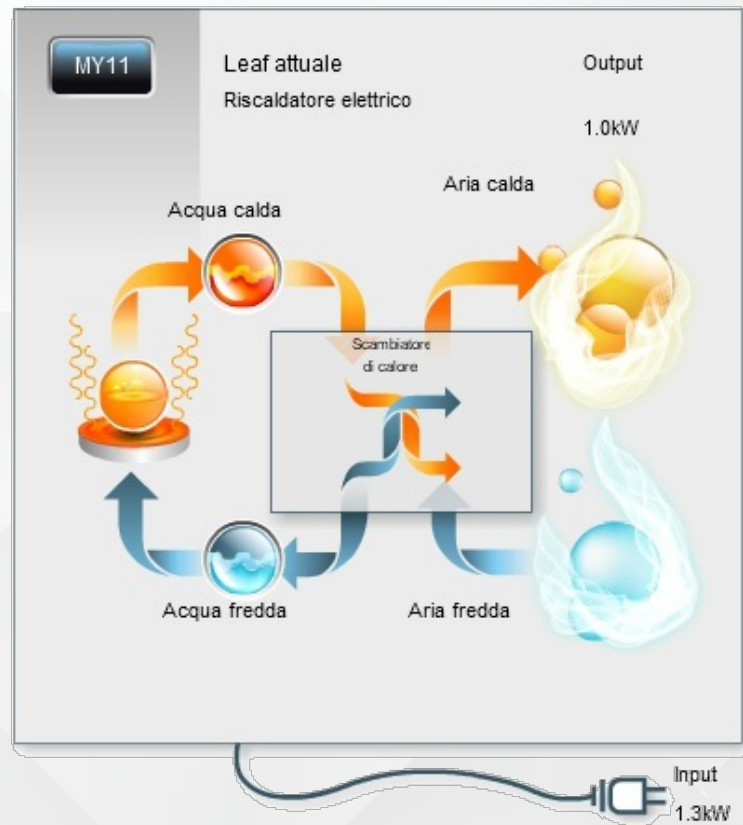 MY11
Leaf attuale
Riscaldatore elettrico
Output
1.0kW
Aria calda
Acqua calda
Scambiatore
di calore
Acqua fredda
Aria fredda
Input
1.3kW